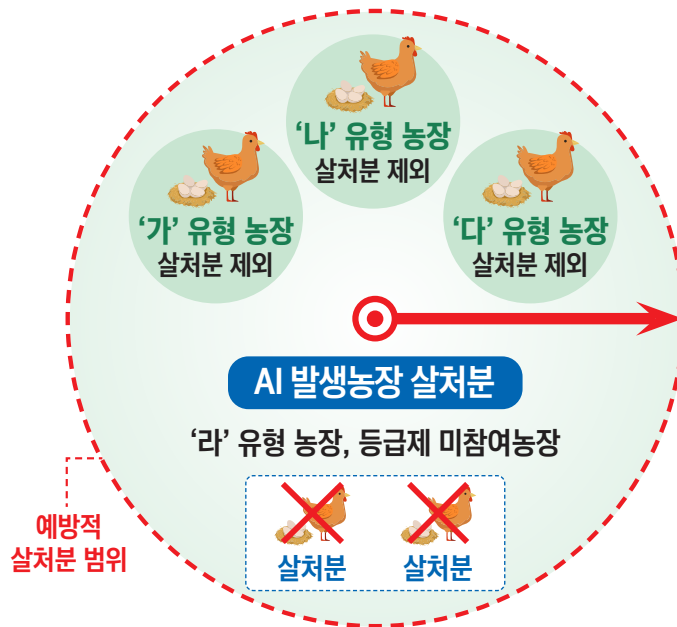 ‘나’ 유형 농장
살처분 제외
‘가’ 유형 농장
살처분 제외
‘다’ 유형 농장
살처분 제외
AI 발생농장 살처분
‘라’ 유형 농장, 등급제 미참여농장
살처분
살처분
예방적
살처분 범위